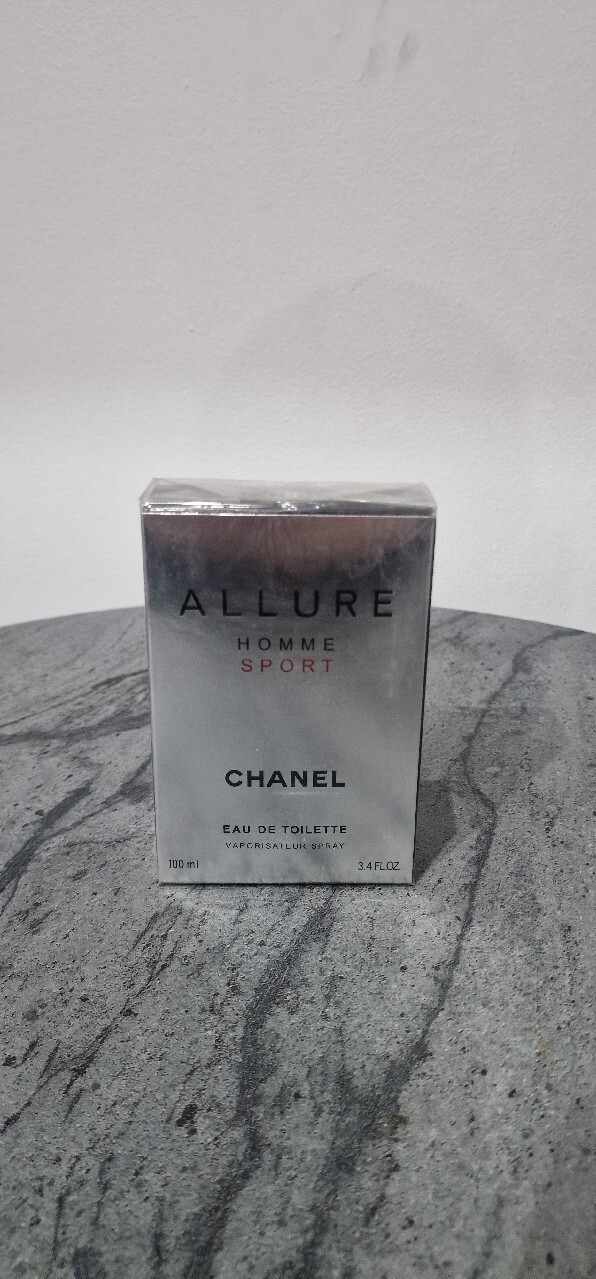 ALLURE
HOMME
SPORT
CHANEL
EAU DE TOILETTE
VAPORISATEUR SPRAY
100 ml 3.4 FL.OZ.